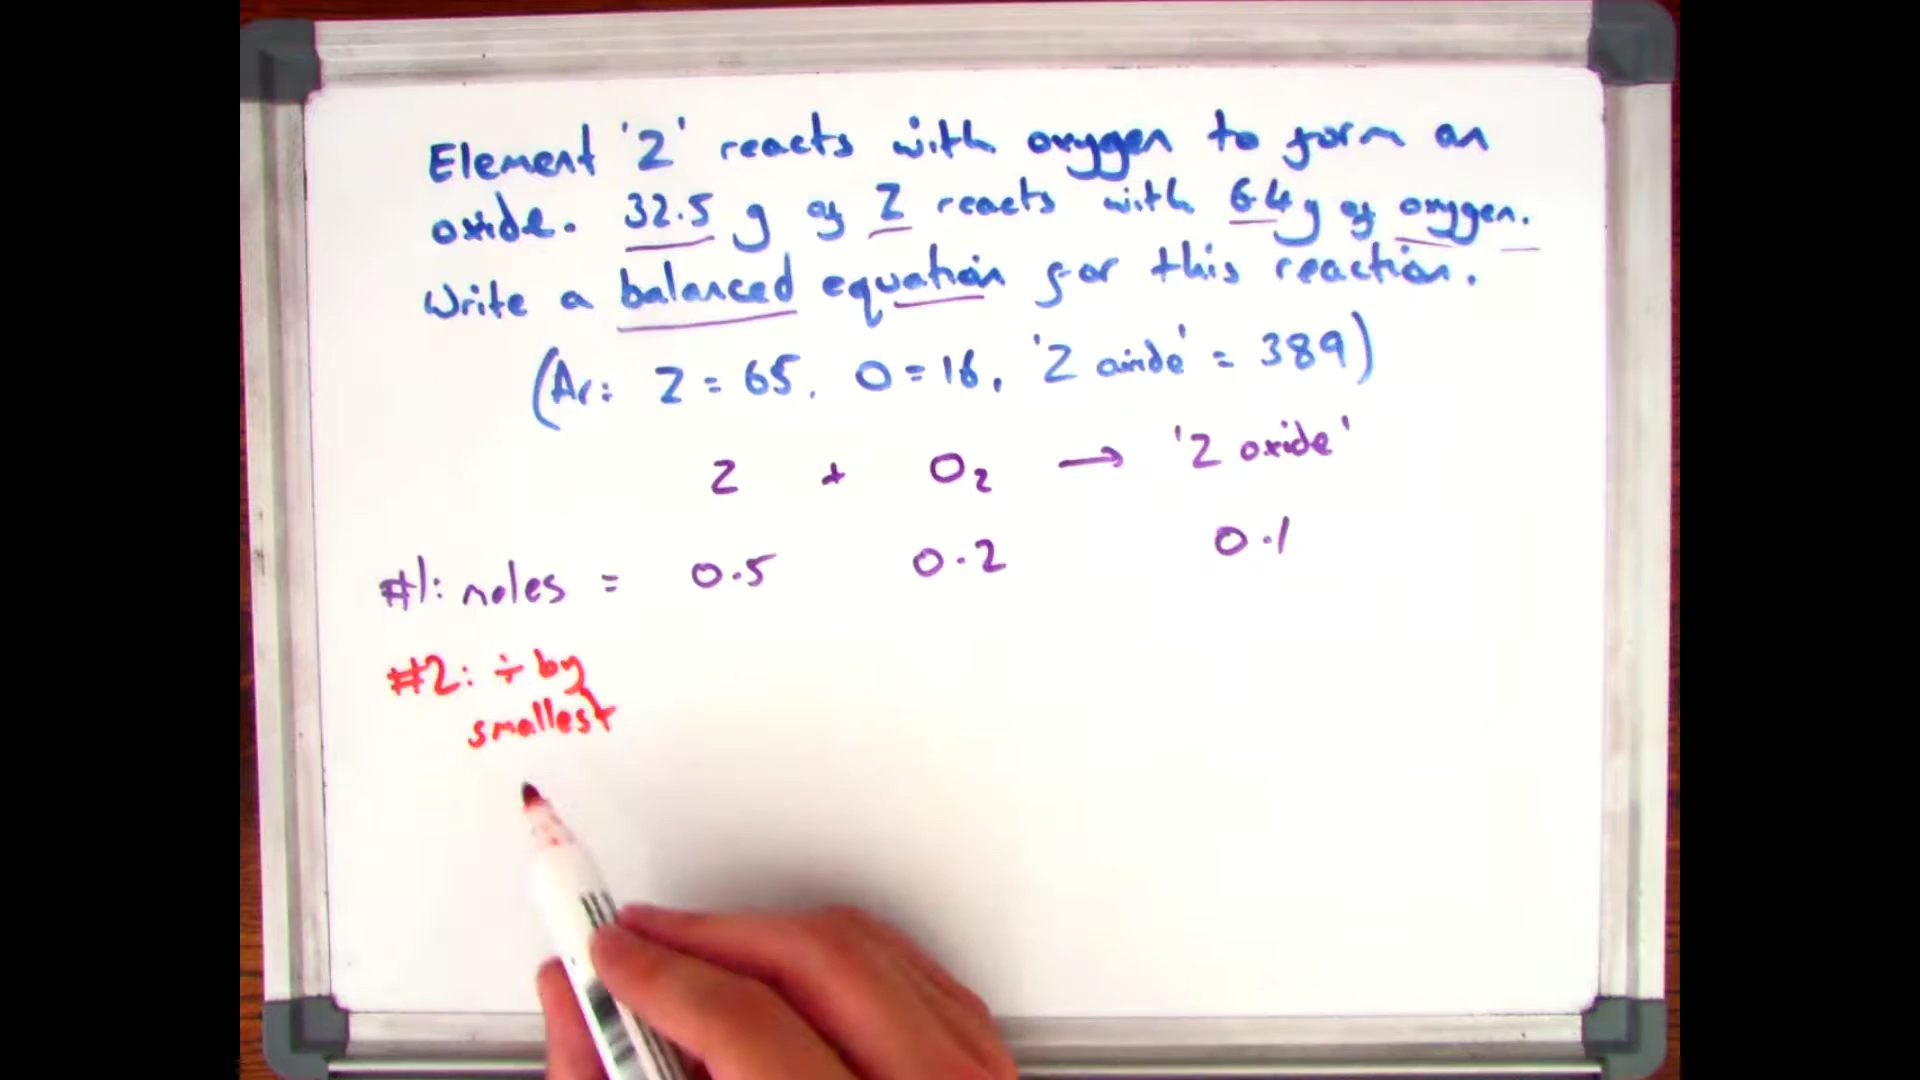 Element 'Z' reacts with oxygen to form an
oxide. 32.5 g of Z reacts with 6.4g of oxygen.
Write a balanced equation for this reaction.
(Ar: Z = 65, O = 16, 'Z oxide' = 389)
Z + O2 → 'Z oxide'
#1: moles = 0.5 0.2 0.1
#2: ÷ by
smallest